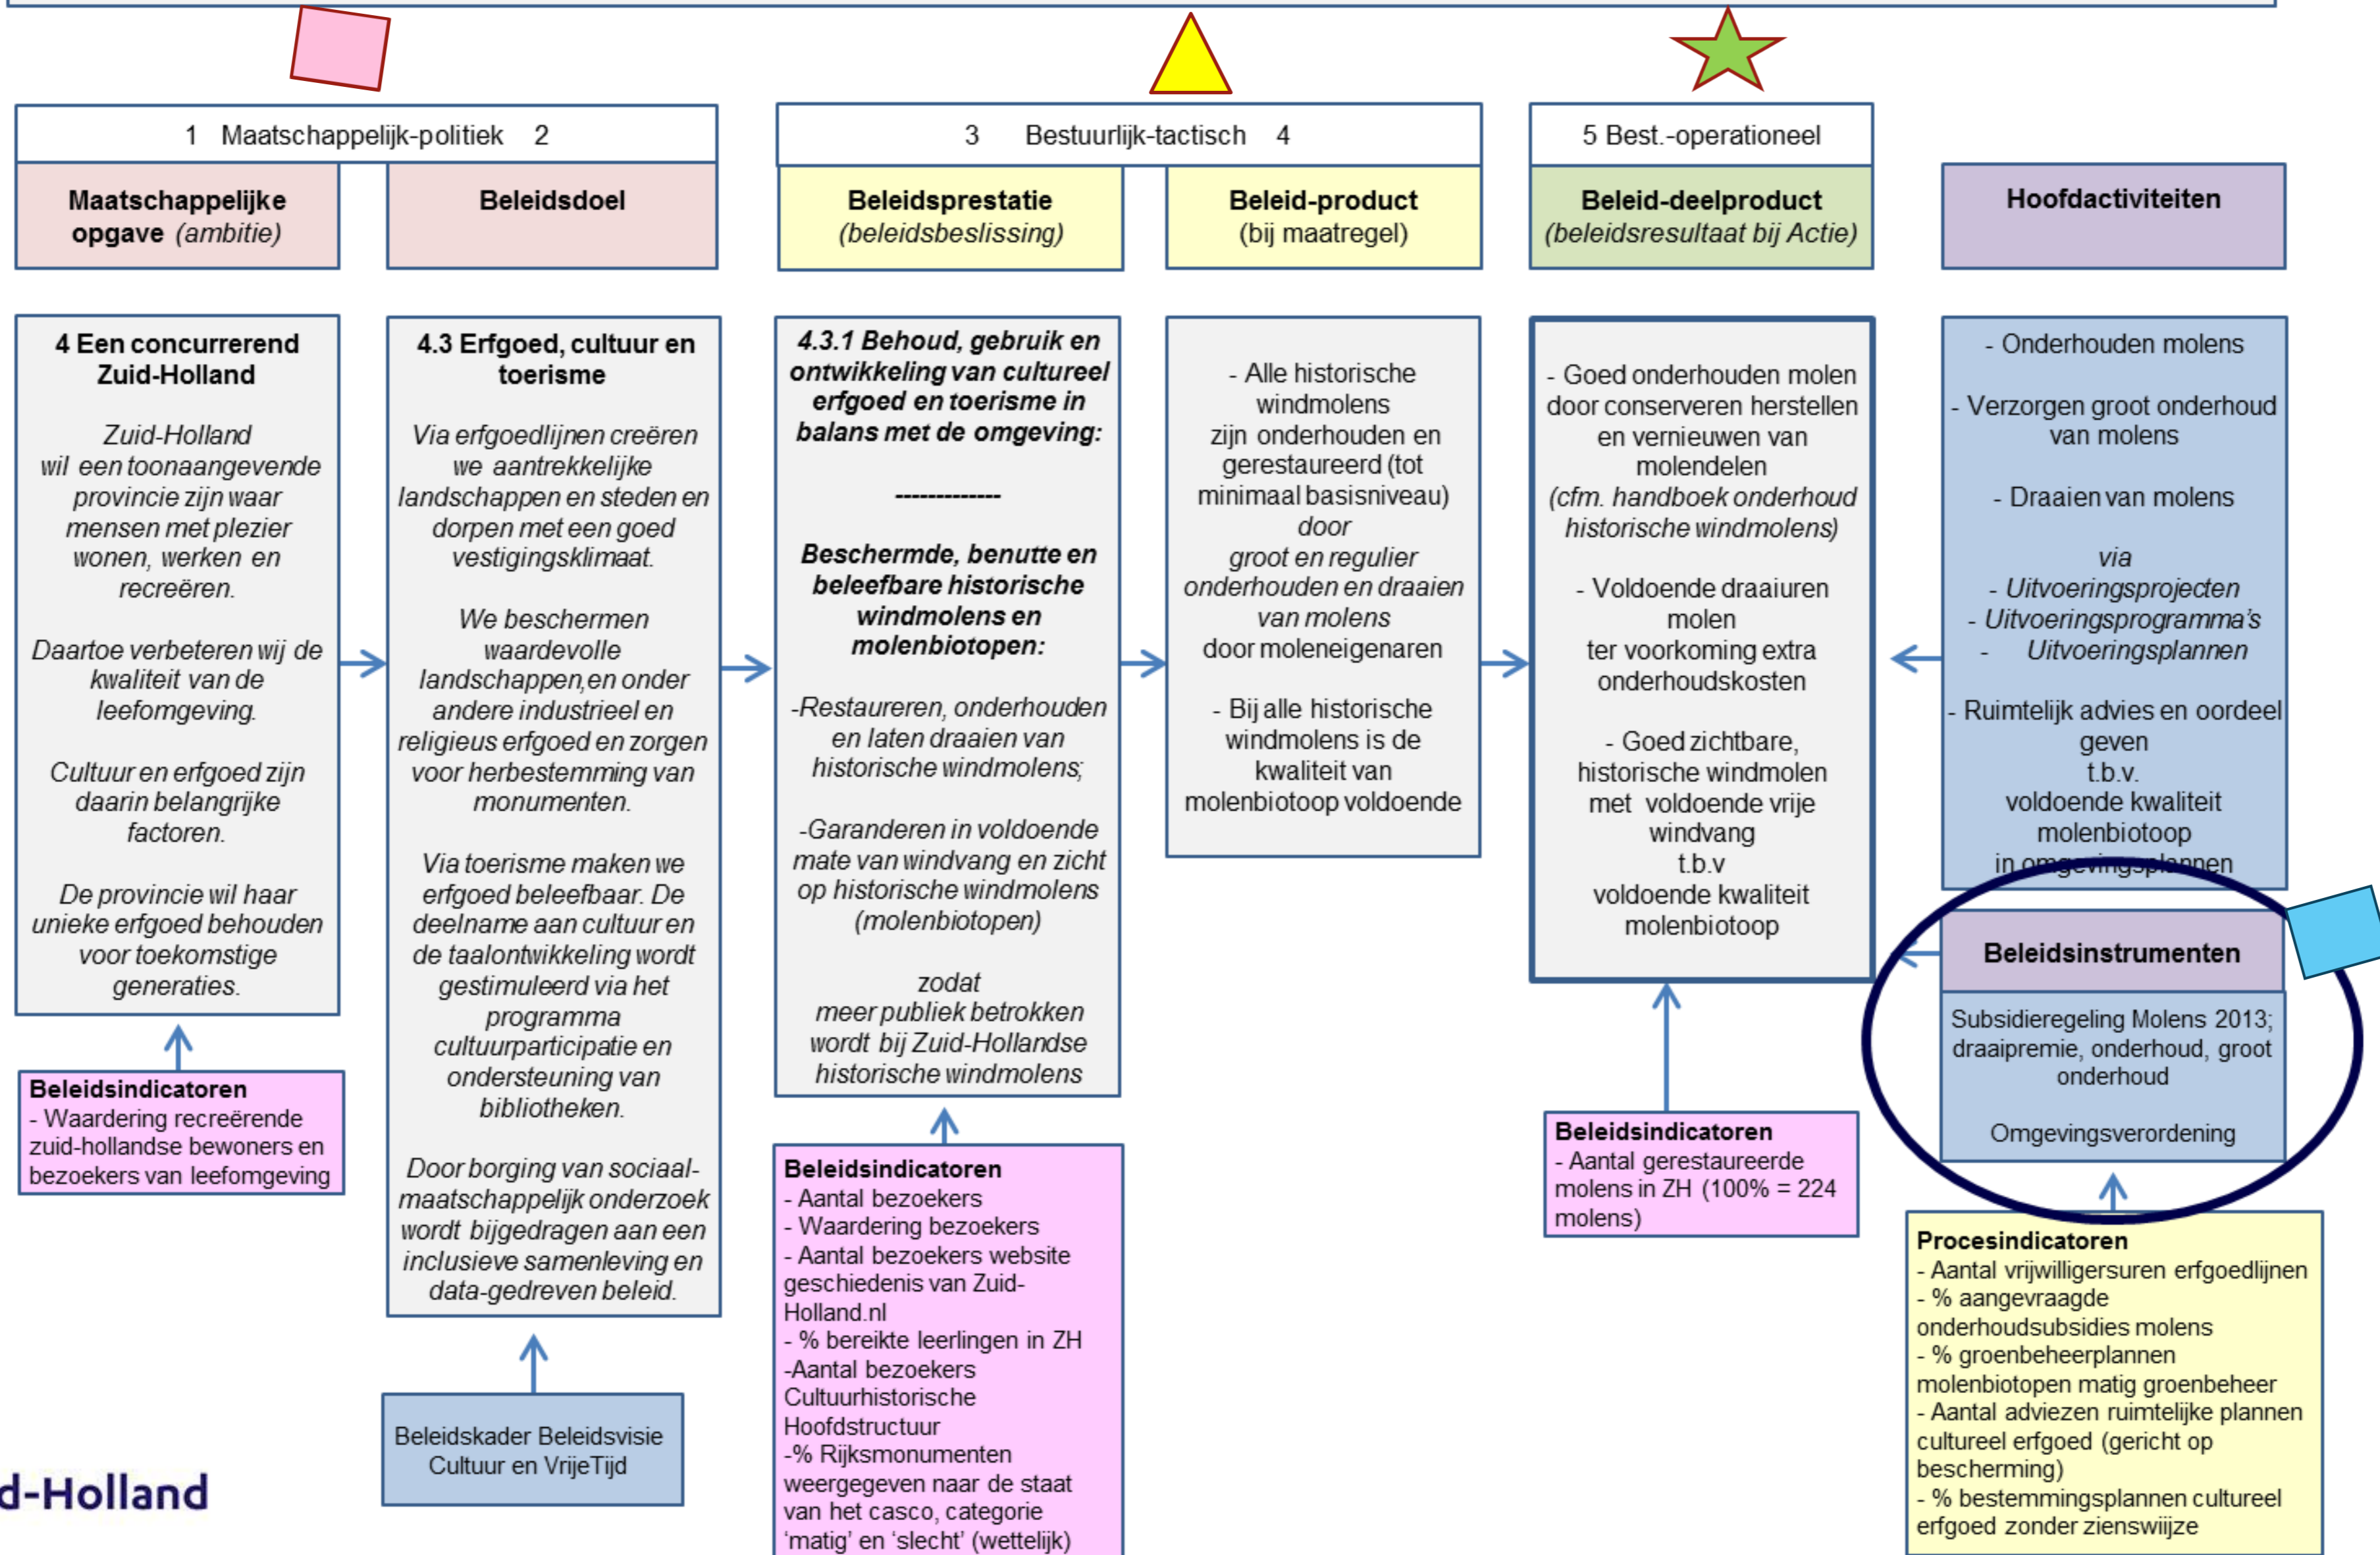 1 Maatschappelijk-politiek 2
3 Bestuurlijk-tactisch 4
5 Best.-operationeel
Maatschappelijke
opgave (ambitie)
Beleidsdoel
Beleidsprestatie
(beleidsbeslissing)
Beleid-product
(bij maatregel)
Beleid-deelproduct
(beleidsresultaat bij Actie)
Hoofdactiviteiten
4 Een concurrerend
Zuid-Holland
Zuid-Holland
wil een toonaangevende
provincie zijn waar
mensen met plezier
wonen, werken en
recreëren.
Daartoe verbeteren wij de
kwaliteit van de
leefomgeving.
Cultuur en erfgoed zijn
daarin belangrijke
factoren.
De provincie wil haar
unieke erfgoed behouden
voor toekomstige
generaties.
Beleidsindicatoren
- Waardering recreërende
zuid-hollandse bewoners en
bezoekers van leefomgeving
4.3 Erfgoed, cultuur en
toerisme
Via erfgoedlijnen creëren
we aantrekkelijke
landschappen en steden en
dorpen met een goed
vestigingsklimaat.
We beschermen
waardevolle
landschappen,en onder
andere industrieel en
religieus erfgoed en zorgen
voor herbestemming van
monumenten.
Via toerisme maken we
erfgoed beleefbaar. De
deelname aan cultuur en
de taalontwikkeling wordt
gestimuleerd via het
programma
cultuurparticipatie en
ondersteuning van
bibliotheken.
Door borging van sociaal-
maatschappelijk onderzoek
wordt bijgedragen aan een
inclusieve samenleving en
data-gedreven beleid.
Beleidskader Beleidsvisie
Cultuur en VrijeTijd
4.3.1 Behoud, gebruik en
ontwikkeling van cultureel
erfgoed en toerisme in
balans met de omgeving:
-------------
Beschermde, benutte en
beleefbare historische
windmolens en
molenbiotopen:
-Restaureren, onderhouden
en laten draaien van
historische windmolens;
-Garanderen in voldoende
mate van windvang en zicht
op historische windmolens
(molenbiotopen)
zodat
meer publiek betrokken
wordt bij Zuid-Hollandse
historische windmolens
Beleidsindicatoren
- Aantal bezoekers
- Waardering bezoekers
- Aantal bezoekers website
geschiedenis van Zuid-
Holland.nl
- % bereikte leerlingen in ZH
-Aantal bezoekers
Cultuurhistorische
Hoofdstructuur
-% Rijksmonumenten
weergegeven naar de staat
van het casco, categorie
‘matig’ en ‘slecht’ (wettelijk)
- Alle historische
windmolens
zijn onderhouden en
gerestaureerd (tot
minimaal basisniveau)
door
groot en regulier
onderhouden en draaien
van molens
door moleneigenaren
- Bij alle historische
windmolens is de
kwaliteit van
molenbiotoop voldoende
- Goed onderhouden molen
door conserveren herstellen
en vernieuwen van
molendelen
(cfm. handboek onderhoud
historische windmolens)
- Voldoende draaiuren
molen
ter voorkoming extra
onderhoudskosten
- Goed zichtbare,
historische windmolen
met voldoende vrije
windvang
t.b.v
voldoende kwaliteit
molenbiotoop
Beleidsindicatoren
- Aantal gerestaureerde
molens in ZH (100% = 224
molens)
- Onderhouden molens
- Verzorgen groot onderhoud
van molens
- Draaien van molens
via
- Uitvoeringsprojecten
- Uitvoeringsprogramma’s
- Uitvoeringsplannen
- Ruimtelijk advies en oordeel
geven
t.b.v.
voldoende kwaliteit
molenbiotoop
in omgevingsplannen
Beleidsinstrumenten
Subsidieregeling Molens 2013;
draaipremie, onderhoud, groot
onderhoud
Omgevingsverordening
Procesindicatoren
- Aantal vrijwilligersuren erfgoedlijnen
- % aangevraagde
onderhoudsubsidies molens
- % groenbeheerplannen
molenbiotopen matig groenbeheer
- Aantal adviezen ruimtelijke plannen
cultureel erfgoed (gericht op
bescherming)
- % bestemmingsplannen cultureel
erfgoed zonder zienswiijze
d-Holland